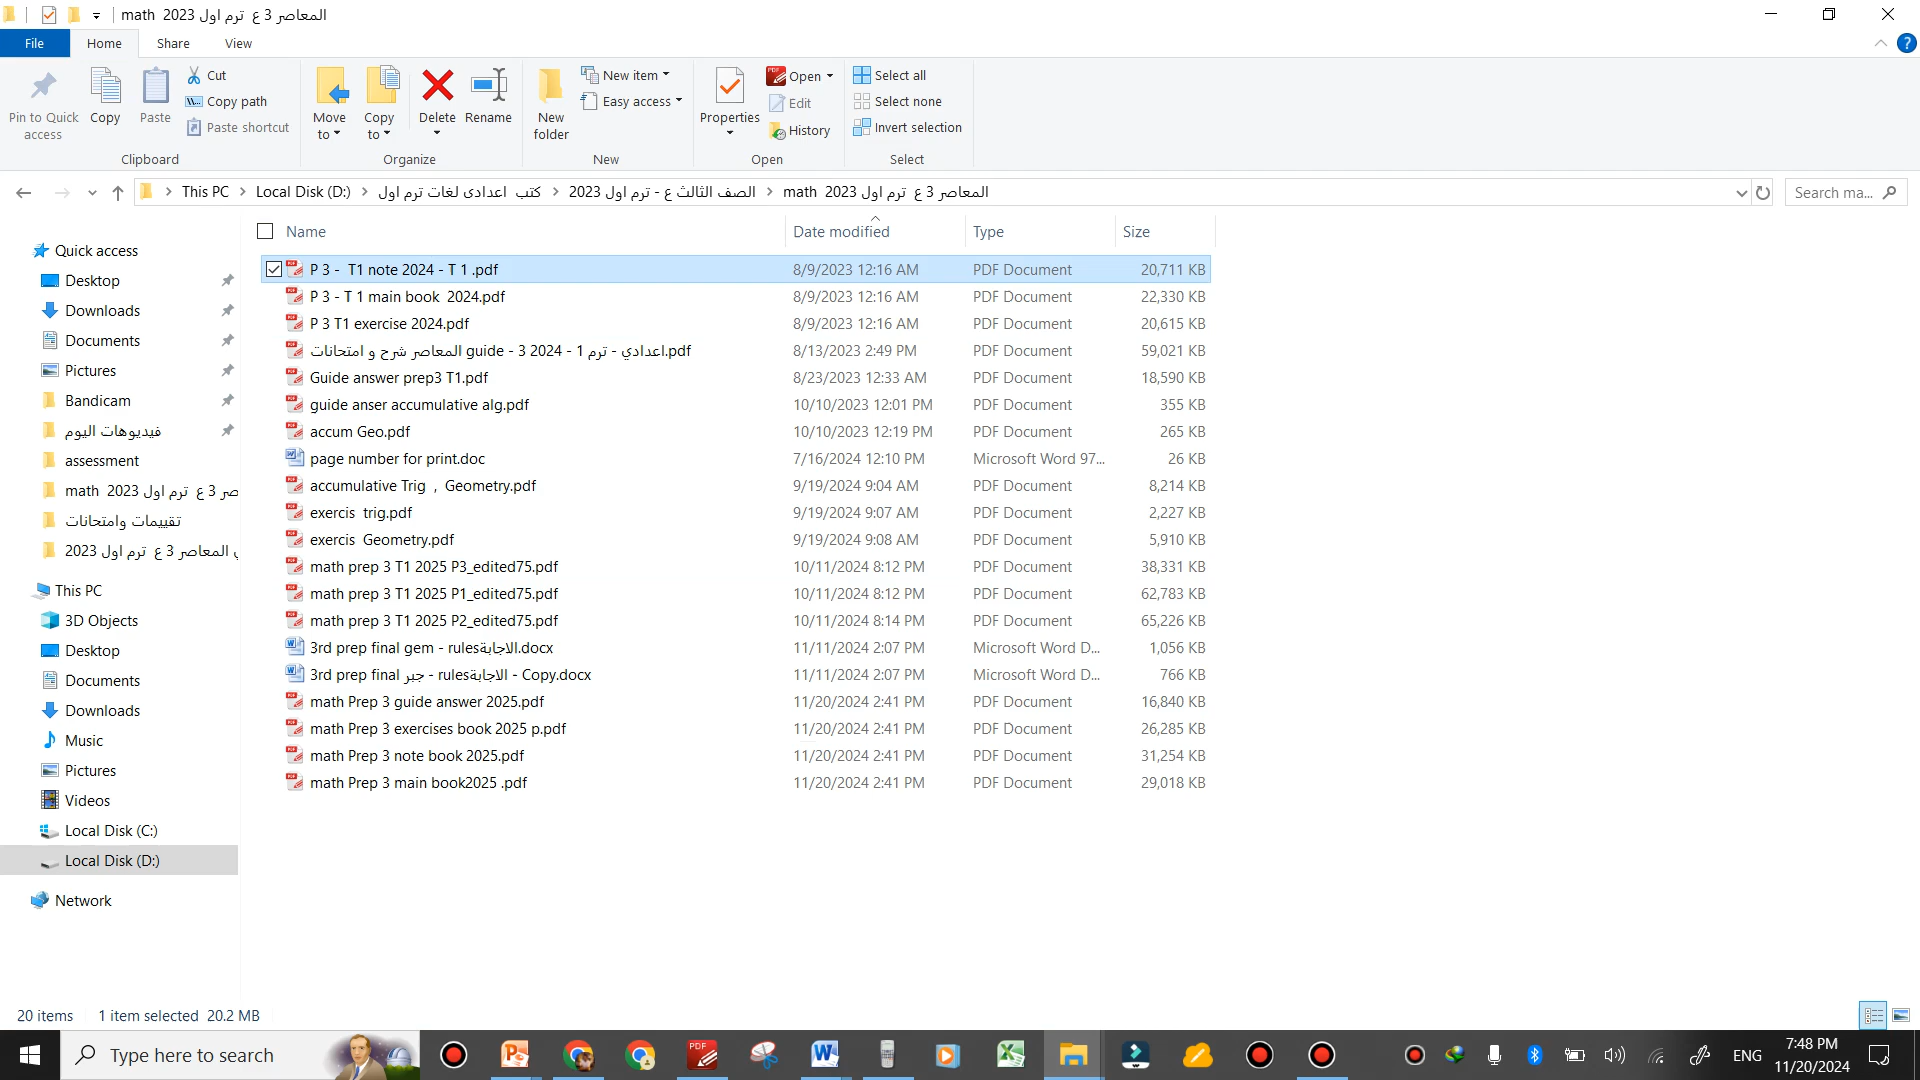 math المعاصر 3 ع ترم اول 2023
File Home Share View
Pin to Quick access
Copy
Paste
Cut
Copy path
Paste shortcut
Clipboard
Move to
Copy to
Delete
Rename
Organize
New folder
New item
Easy access
New
Properties
Open
Edit
History
Open
Select all
Select none
Invert selection
Select
This PC Local Disk (D:) كتب اعدادى لغات ترم اول الصف الثالث ع - ترم اول 2023 math المعاصر 3 ع ترم اول 2023
Search ma...
Quick access
Desktop
Downloads
Documents
Pictures
Bandicam
فيديوهات اليوم
assessment
math صر 3 ع ترم اول 2023
تقييمات وامتحانات
ي المعاصر 3 ع ترم اول 2023
This PC
3D Objects
Desktop
Documents
Downloads
Music
Pictures
Videos
Local Disk (C:)
Local Disk (D:)
Network
Name Date modified Type Size
P 3 - T1 note 2024 - T 1 .pdf 8/9/2023 12:16 AM PDF Document 20,711 KB
P 3 - T 1 main book 2024.pdf 8/9/2023 12:16 AM PDF Document 22,330 KB
P 3 T1 exercise 2024.pdf 8/9/2023 12:16 AM PDF Document 20,615 KB
المعاصر شرح و امتحانات guide - 3 اعدادي - ترم 1 - 2024.pdf 8/13/2023 2:49 PM PDF Document 59,021 KB
Guide answer prep3 T1.pdf 8/23/2023 12:33 AM PDF Document 18,590 KB
guide anser accumulative alg.pdf 10/10/2023 12:01 PM PDF Document 355 KB
accum Geo.pdf 10/10/2023 12:19 PM PDF Document 265 KB
page number for print.doc 7/16/2024 12:10 PM Microsoft Word 97... 26 KB
accumulative Trig , Geometry.pdf 9/19/2024 9:04 AM PDF Document 8,214 KB
exercis trig.pdf 9/19/2024 9:07 AM PDF Document 2,227 KB
exercis Geometry.pdf 9/19/2024 9:08 AM PDF Document 5,910 KB
math prep 3 T1 2025 P3_edited75.pdf 10/11/2024 8:12 PM PDF Document 38,331 KB
math prep 3 T1 2025 P1_edited75.pdf 10/11/2024 8:12 PM PDF Document 62,783 KB
math prep 3 T1 2025 P2_edited75.pdf 10/11/2024 8:14 PM PDF Document 65,226 KB
3rd prep final gem - rulesالاجابة.docx 11/11/2024 2:07 PM Microsoft Word D... 1,056 KB
3rd prep final جبر - rulesالاجابة - Copy.docx 11/11/2024 2:07 PM Microsoft Word D... 766 KB
math Prep 3 guide answer 2025.pdf 11/20/2024 2:41 PM PDF Document 16,840 KB
math Prep 3 exercises book 2025 p.pdf 11/20/2024 2:41 PM PDF Document 26,285 KB
math Prep 3 note book 2025.pdf 11/20/2024 2:41 PM PDF Document 31,254 KB
math Prep 3 main book2025 .pdf 11/20/2024 2:41 PM PDF Document 29,018 KB
20 items 1 item selected 20.2 MB
Type here to search
ENG
7:48 PM
11/20/2024